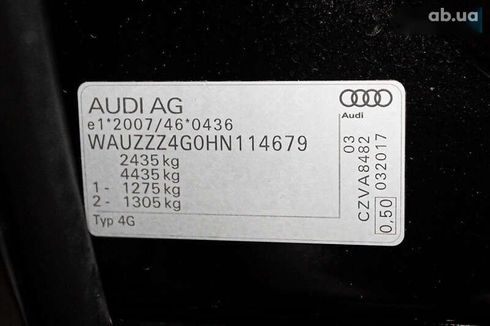 ab.ua
AUDI AG
e1*2007/46*0436
WAUZZZ4G0HN114679
2435 kg
4435 kg
1- 1275 kg
2- 1305 kg
Typ 4G
Audi
CZVA8482 03
0,50 032017